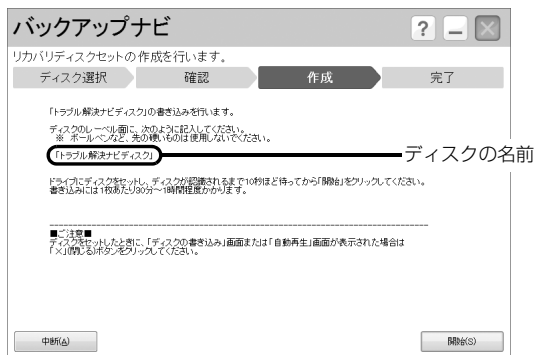 バックアップナビ
? － ×
リカバリディスクセットの作成を行います。
ディスク選択 確認 作成 完了
「トラブル解決ナビディスク」の書き込みを行います。
ディスクのレーベル面に、次のように記入してください。
※ ボールペンなど、先の硬いものは使用しないでください。
「トラブル解決ナビディスク」
ディスクの名前
ドライブにディスクをセットし、ディスクが認識されるまで10秒ほど待ってから「開始」をクリックしてください。
書き込みには1枚あたり30分～1時間程度かかります。
■ご注意■
ディスクをセットしたときに、「ディスクの書き込み」画面または「自動再生」画面が表示された場合は
「×」(閉じる)ボタンをクリックしてください。
中断(A) 開始(S)